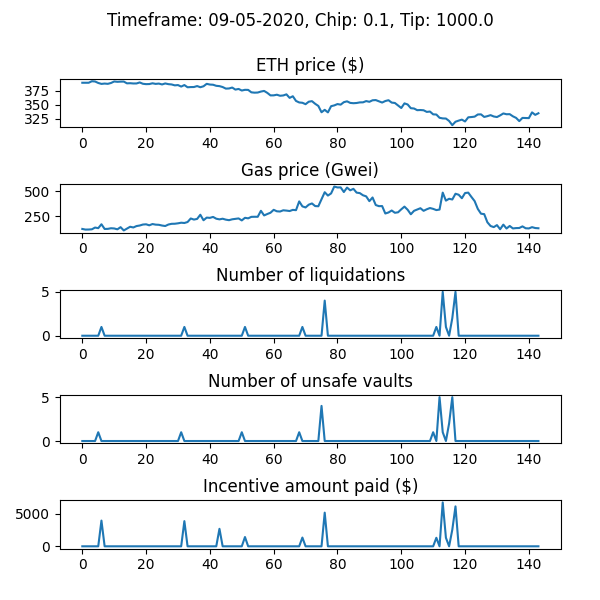 Timeframe: 09-05-2020, Chip: 0.1, Tip: 1000.0
ETH price ($)
375
350
325
0 20 40 60 80 100 120 140
Gas price (Gwei)
500
250
0 20 40 60 80 100 120 140
Number of liquidations
5
0
0 20 40 60 80 100 120 140
Number of unsafe vaults
5
0
0 20 40 60 80 100 120 140
Incentive amount paid ($)
5000
0
0 20 40 60 80 100 120 140